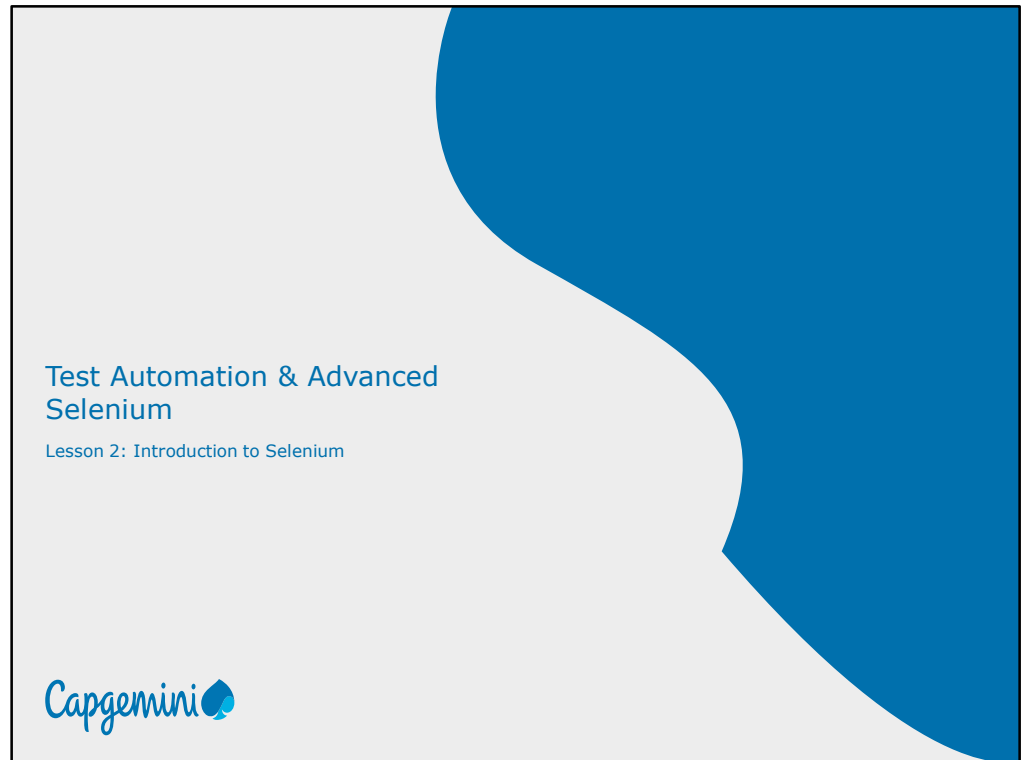 Test Automation & Advanced
Selenium
Lesson 2: Introduction to Selenium
Capgemini